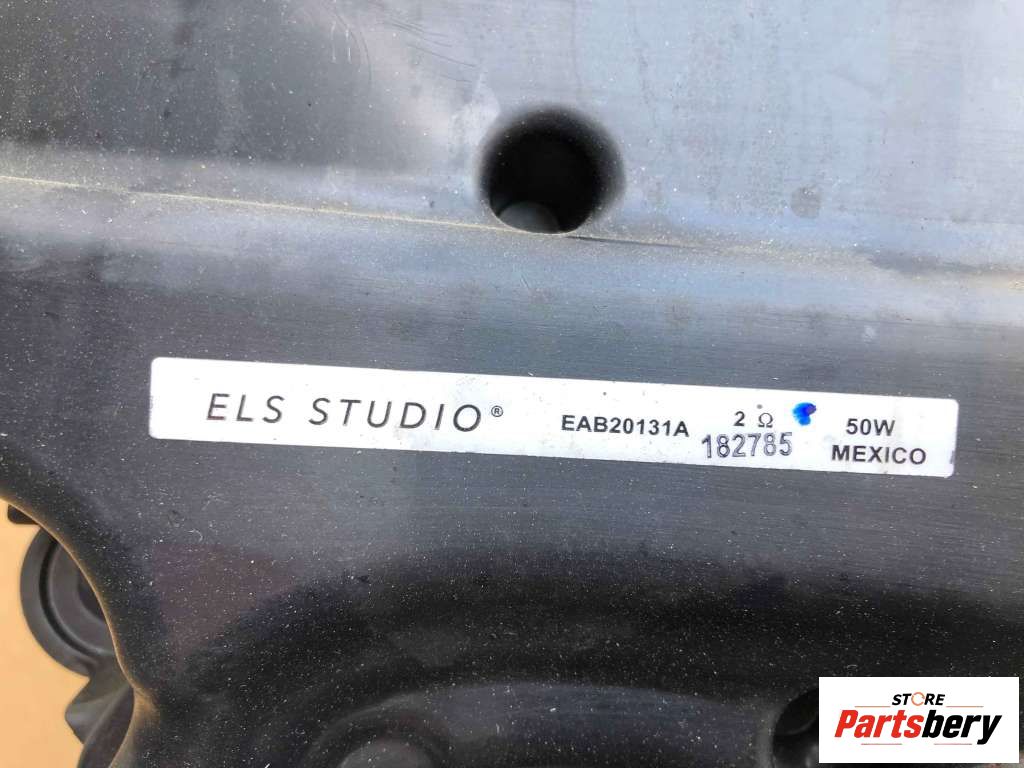 ELS STUDIO® EAB20131A 2 Ω 50W
182785 MEXICO
STORE
Partsbery